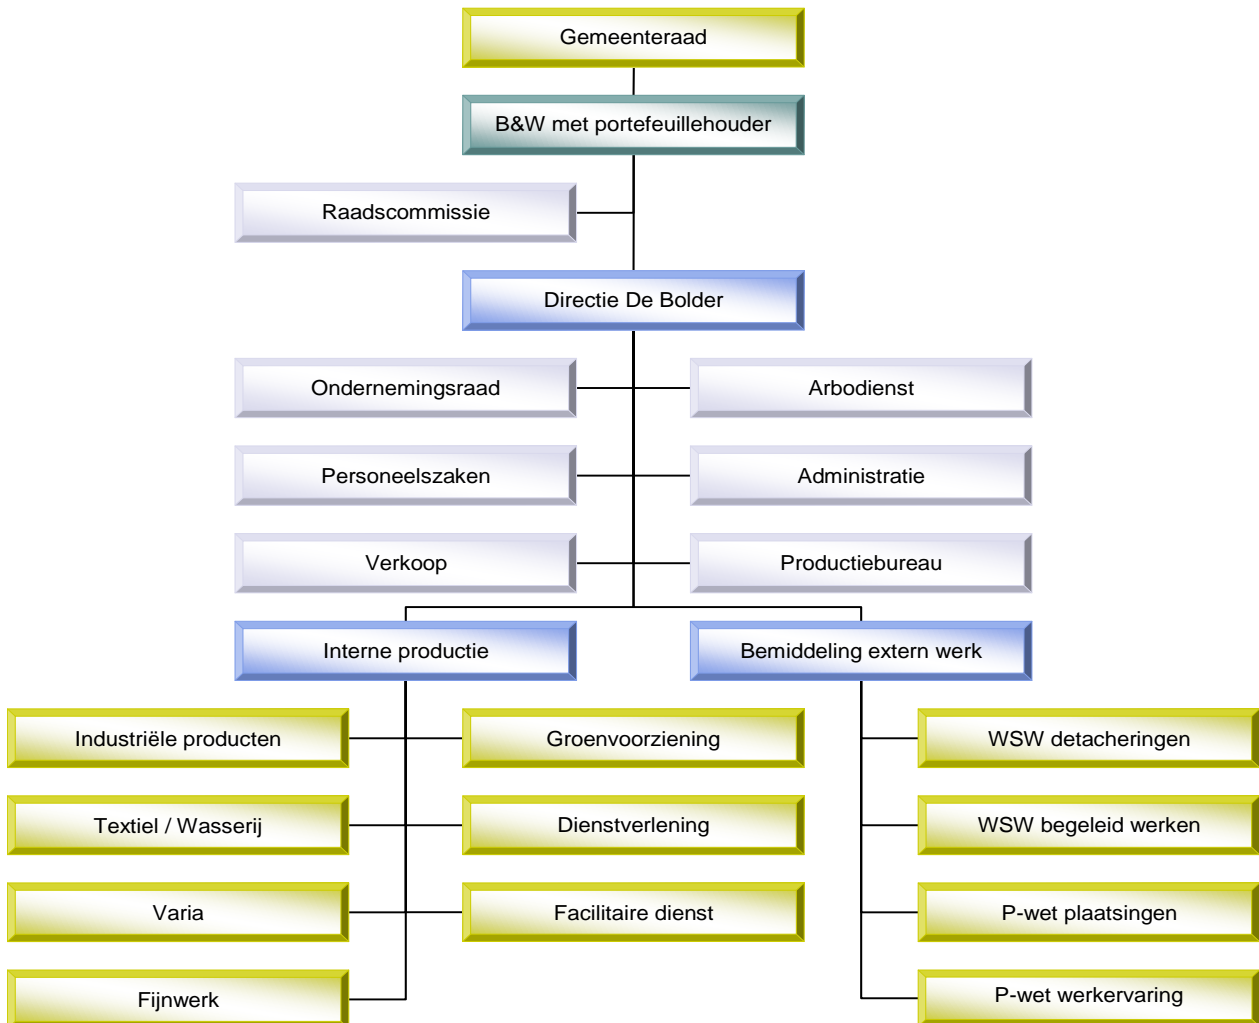 Gemeenteraad
B&W met portefeuillehouder
Raadscommissie
Directie De Bolder
Ondernemingsraad
Arbodienst
Personeelszaken
Administratie
Verkoop
Productiebureau
Interne productie
Bemiddeling extern werk
Industriële producten
Groenvoorziening
WSW detacheringen
Textiel / Wasserij
Dienstverlening
WSW begeleid werken
Varia
Facilitaire dienst
P-wet plaatsingen
Fijnwerk
P-wet werkervaring